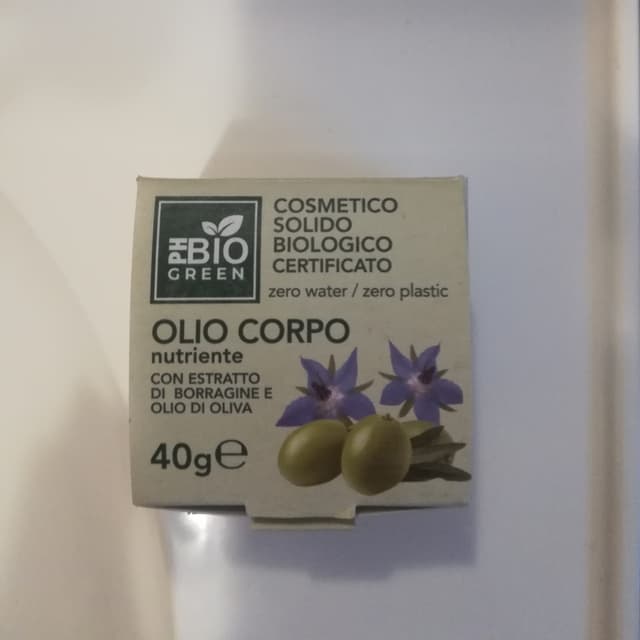 PH BIO
GREEN
COSMETICO
SOLIDO
BIOLOGICO
CERTIFICATO
zero water / zero plastic
OLIO CORPO
nutriente
CON ESTRATTO
DI BORRAGINE E
OLIO DI OLIVA
40g℮